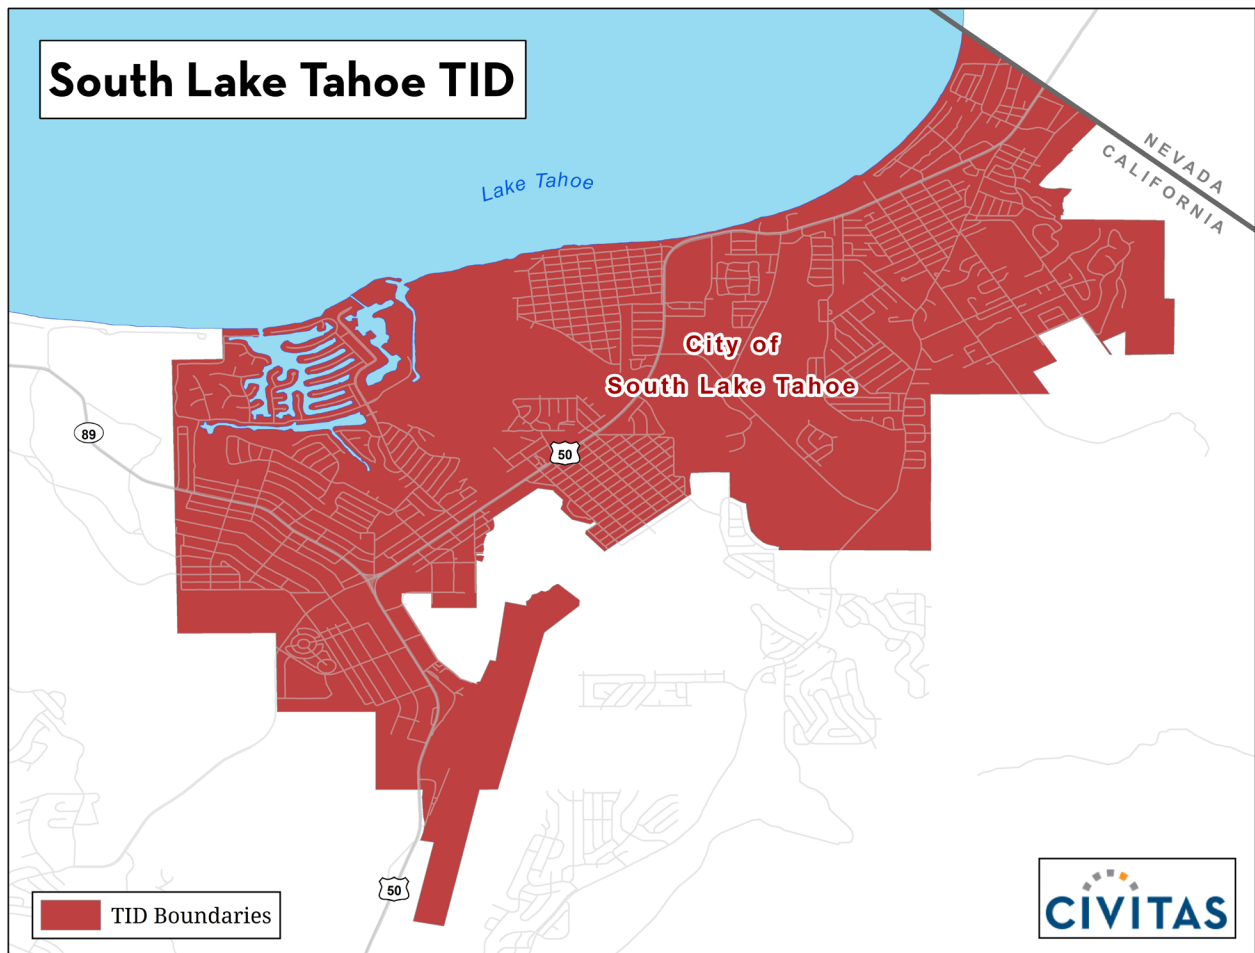 South Lake Tahoe TID
Lake Tahoe
NEVADA
CALIFORNIA
City of
South Lake Tahoe
89
50
50
TID Boundaries
CIVITAS